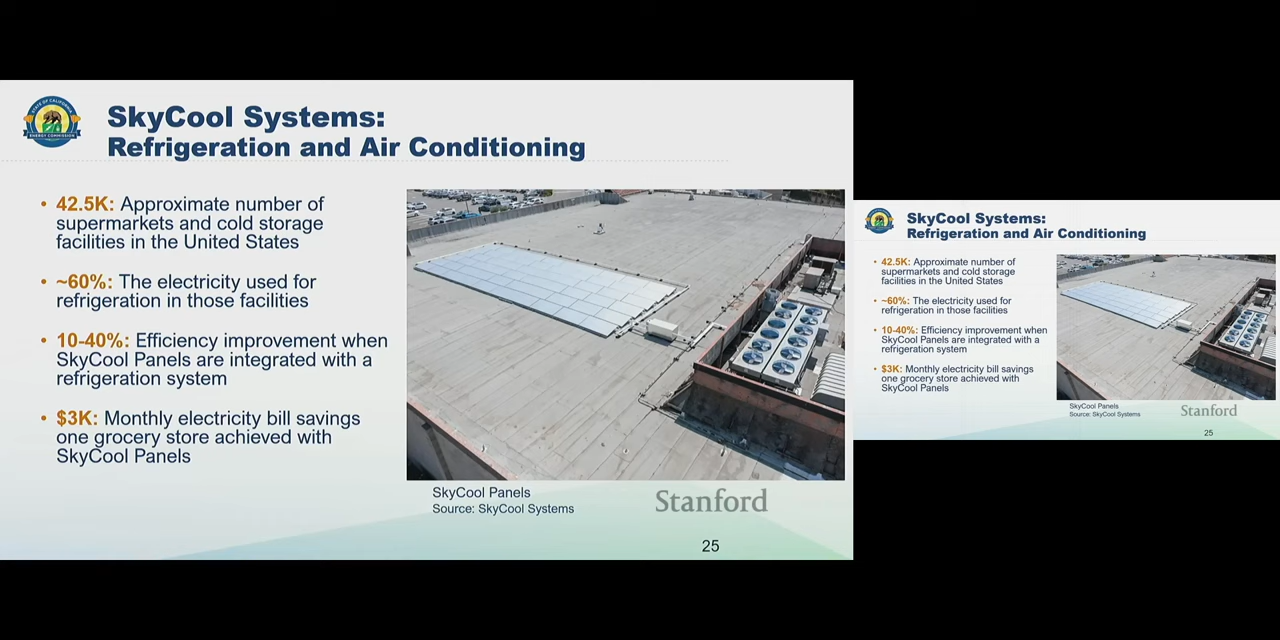 STATE OF CALIFORNIA
ENERGY COMMISSION
SkyCool Systems:
Refrigeration and Air Conditioning
• 42.5K: Approximate number of
supermarkets and cold storage
facilities in the United States
• ~60%: The electricity used for
refrigeration in those facilities
• 10-40%: Efficiency improvement when
SkyCool Panels are integrated with a
refrigeration system
• $3K: Monthly electricity bill savings
one grocery store achieved with
SkyCool Panels
SkyCool Panels
Source: SkyCool Systems
Stanford
25
SkyCool Systems:
Refrigeration and Air Conditioning
• 42.5K: Approximate number of
supermarkets and cold storage
facilities in the United States
• ~60%: The electricity used for
refrigeration in those facilities
• 10-40%: Efficiency improvement when
SkyCool Panels are integrated with a
refrigeration system
• $3K: Monthly electricity bill savings
one grocery store achieved with
SkyCool Panels
SkyCool Panels
Source: SkyCool Systems
Stanford
25